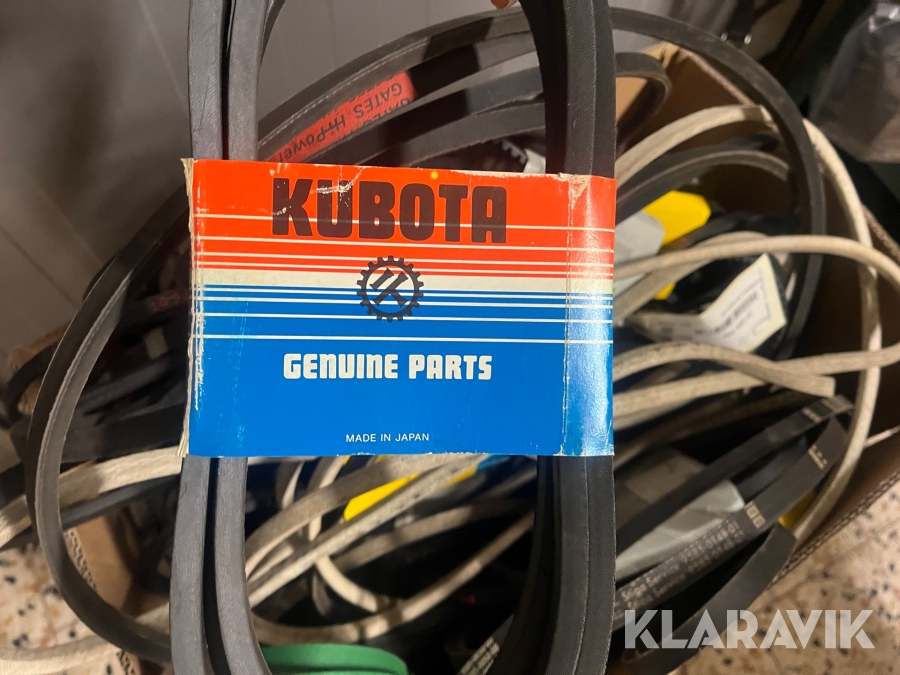 GATES Hi-Power
KUBOTA
GENUINE PARTS
MADE IN JAPAN
KLARAVIK